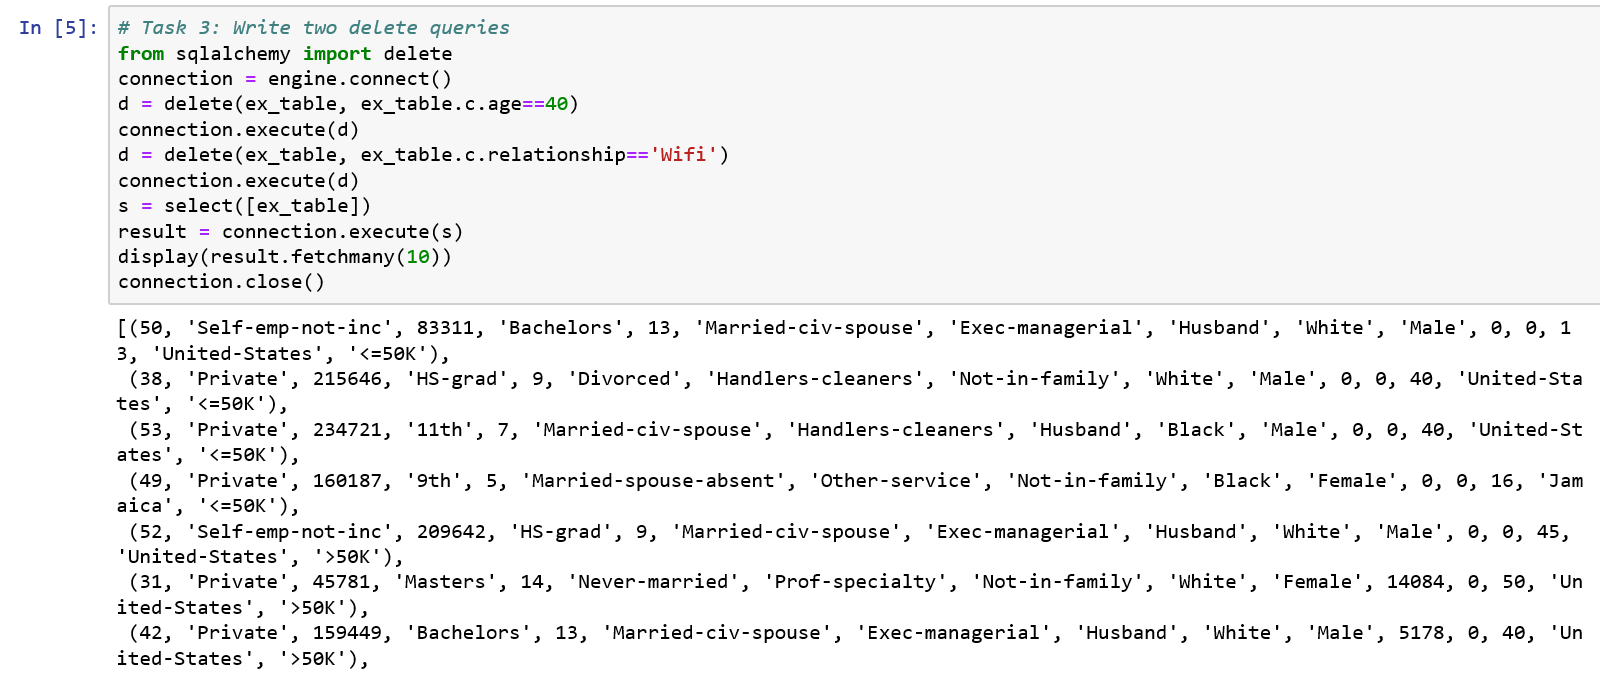 In [5]:
# Task 3: Write two delete queries
from sqlalchemy import delete
connection = engine.connect()
d = delete(ex_table, ex_table.c.age==40)
connection.execute(d)
d = delete(ex_table, ex_table.c.relationship=='Wifi')
connection.execute(d)
s = select([ex_table])
result = connection.execute(s)
display(result.fetchmany(10))
connection.close()
[(50, 'Self-emp-not-inc', 83311, 'Bachelors', 13, 'Married-civ-spouse', 'Exec-managerial', 'Husband', 'White', 'Male', 0, 0, 1
3, 'United-States', '<=50K'),
 (38, 'Private', 215646, 'HS-grad', 9, 'Divorced', 'Handlers-cleaners', 'Not-in-family', 'White', 'Male', 0, 0, 40, 'United-Sta
tes', '<=50K'),
 (53, 'Private', 234721, '11th', 7, 'Married-civ-spouse', 'Handlers-cleaners', 'Husband', 'Black', 'Male', 0, 0, 40, 'United-St
ates', '<=50K'),
 (49, 'Private', 160187, '9th', 5, 'Married-spouse-absent', 'Other-service', 'Not-in-family', 'Black', 'Female', 0, 0, 16, 'Jam
aica', '<=50K'),
 (52, 'Self-emp-not-inc', 209642, 'HS-grad', 9, 'Married-civ-spouse', 'Exec-managerial', 'Husband', 'White', 'Male', 0, 0, 45,
'United-States', '>50K'),
 (31, 'Private', 45781, 'Masters', 14, 'Never-married', 'Prof-specialty', 'Not-in-family', 'White', 'Female', 14084, 0, 50, 'Un
ited-States', '>50K'),
 (42, 'Private', 159449, 'Bachelors', 13, 'Married-civ-spouse', 'Exec-managerial', 'Husband', 'White', 'Male', 5178, 0, 40, 'Un
ited-States', '>50K'),